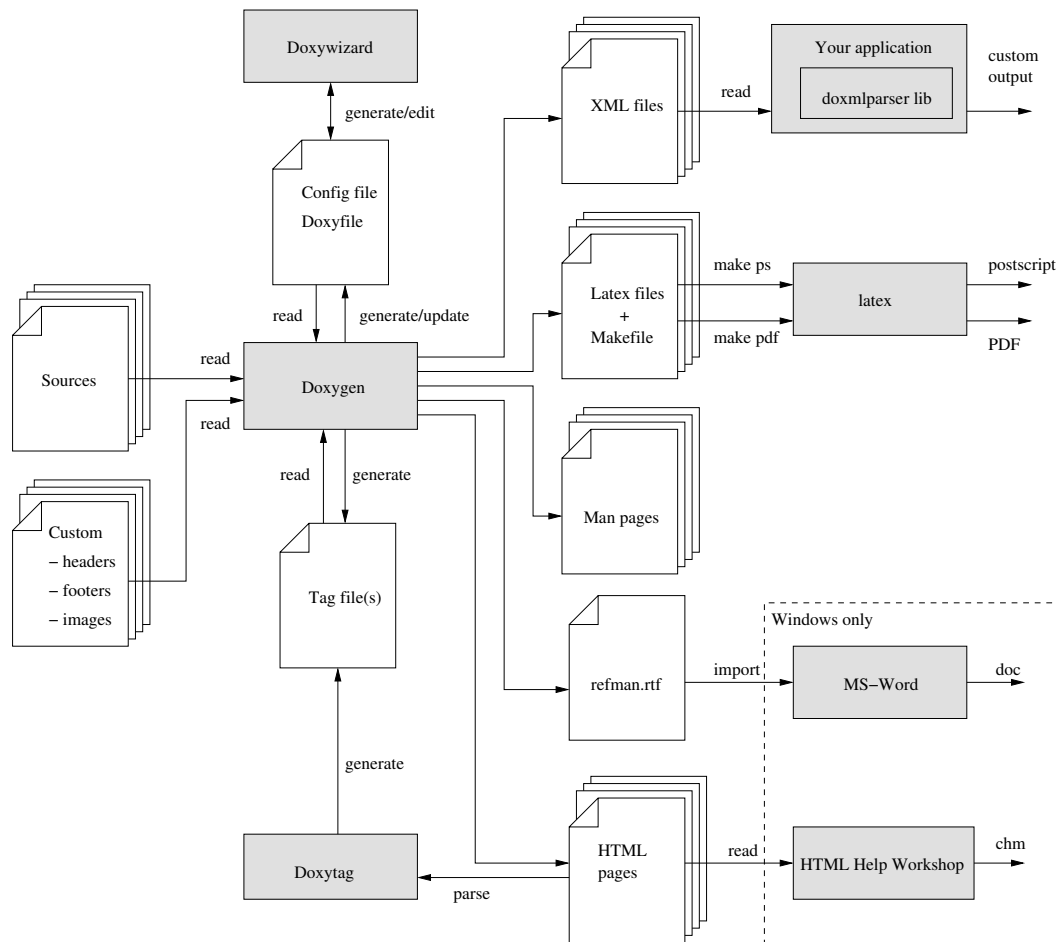 Doxywizard
generate/edit
Config file
Doxyfile
read
generate/update
Sources
read
read
Doxygen
Custom
– headers
– footers
– images
read
generate
Tag file(s)
generate
Doxytag
parse
XML files
read
Your application
doxmlparser lib
custom
output
Latex files
+
Makefile
make ps
make pdf
latex
postscript
PDF
Man pages
refman.rtf
import
Windows only
MS–Word
doc
HTML
pages
read
HTML Help Workshop
chm